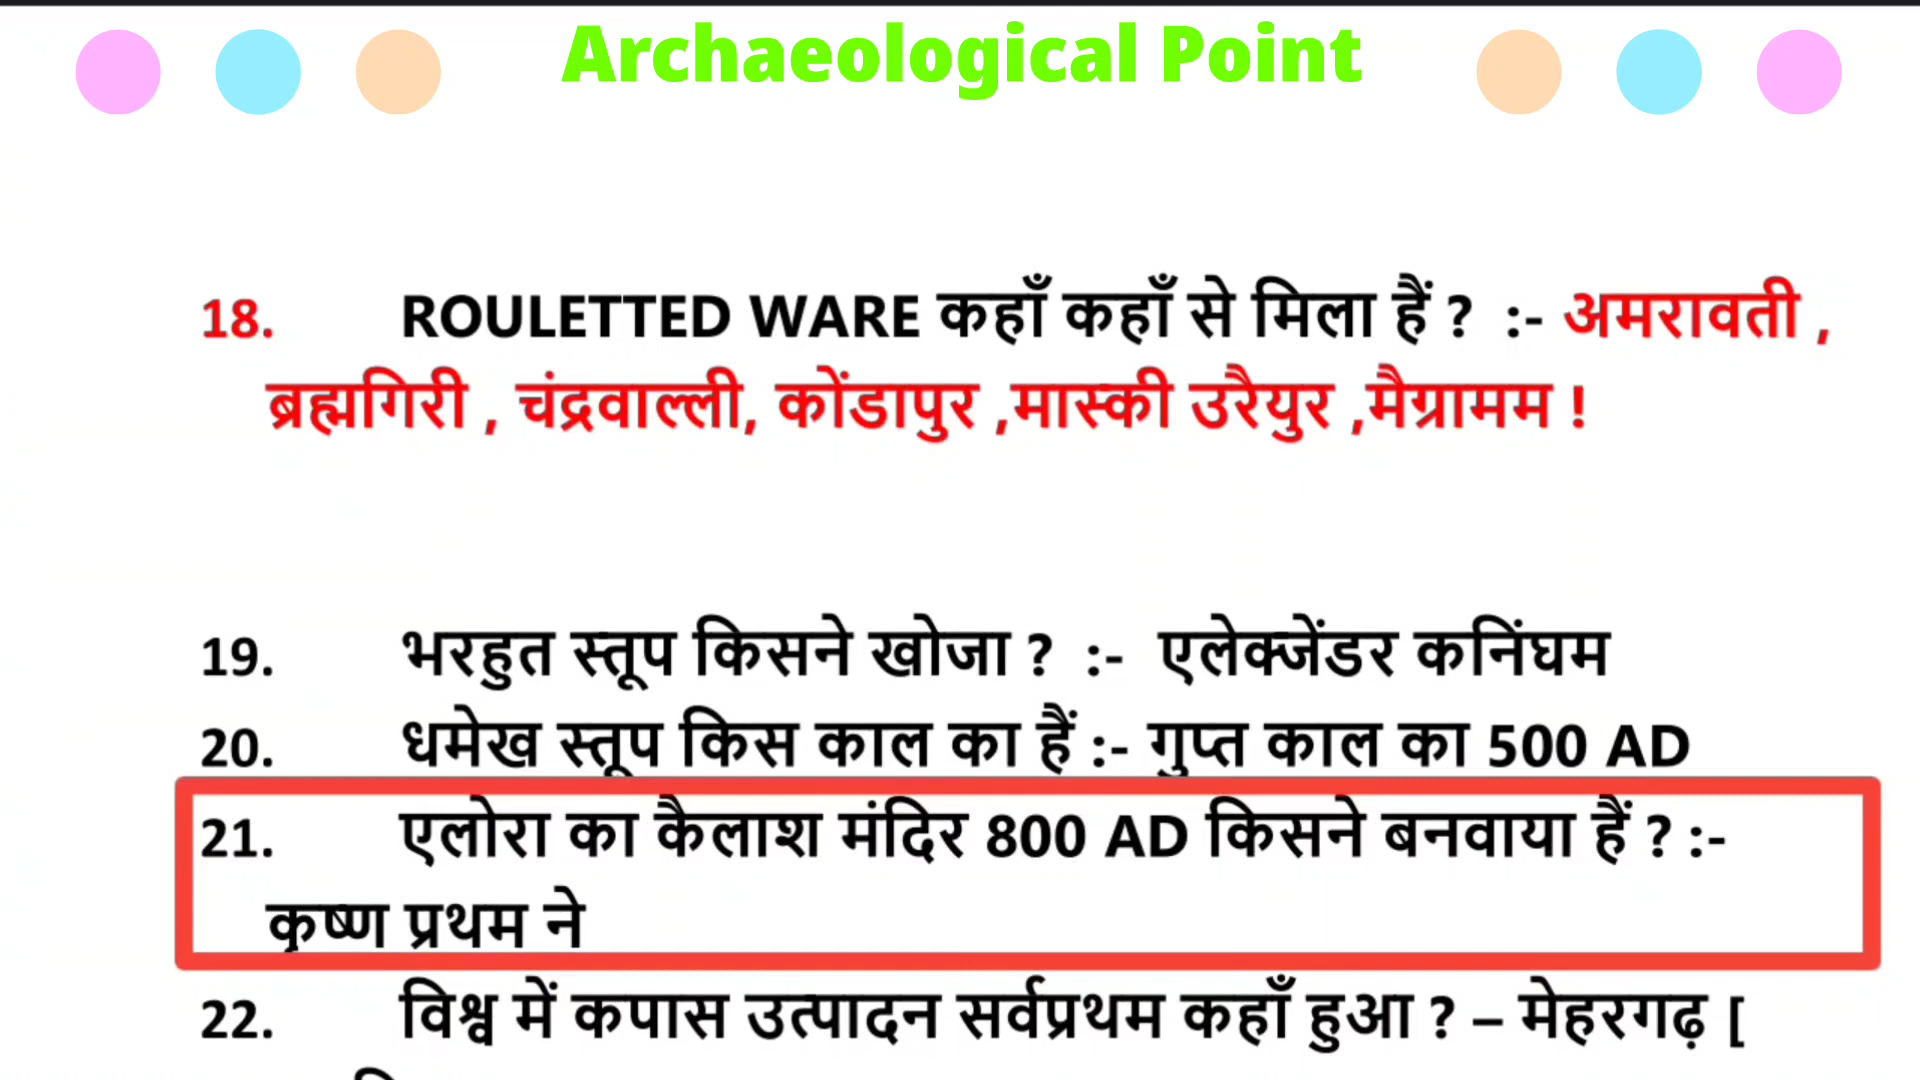 Archaeological Point
18. ROULETTED WARE कहाँ कहाँ से मिला हैं ? :- अमरावती ,
ब्रह्मगिरी , चंद्रवाल्ली, कोंडापुर ,मास्की उरैयुर ,मैग्रामम !
19. भरहुत स्तूप किसने खोजा ? :- एलेक्जेंडर कनिंघम
20. धमेख स्तूप किस काल का हैं :- गुप्त काल का 500 AD
21. एलोरा का कैलाश मंदिर 800 AD किसने बनवाया हैं ? :-
कृष्ण प्रथम ने
22. विश्व में कपास उत्पादन सर्वप्रथम कहाँ हुआ ? – मेहरगढ़ [